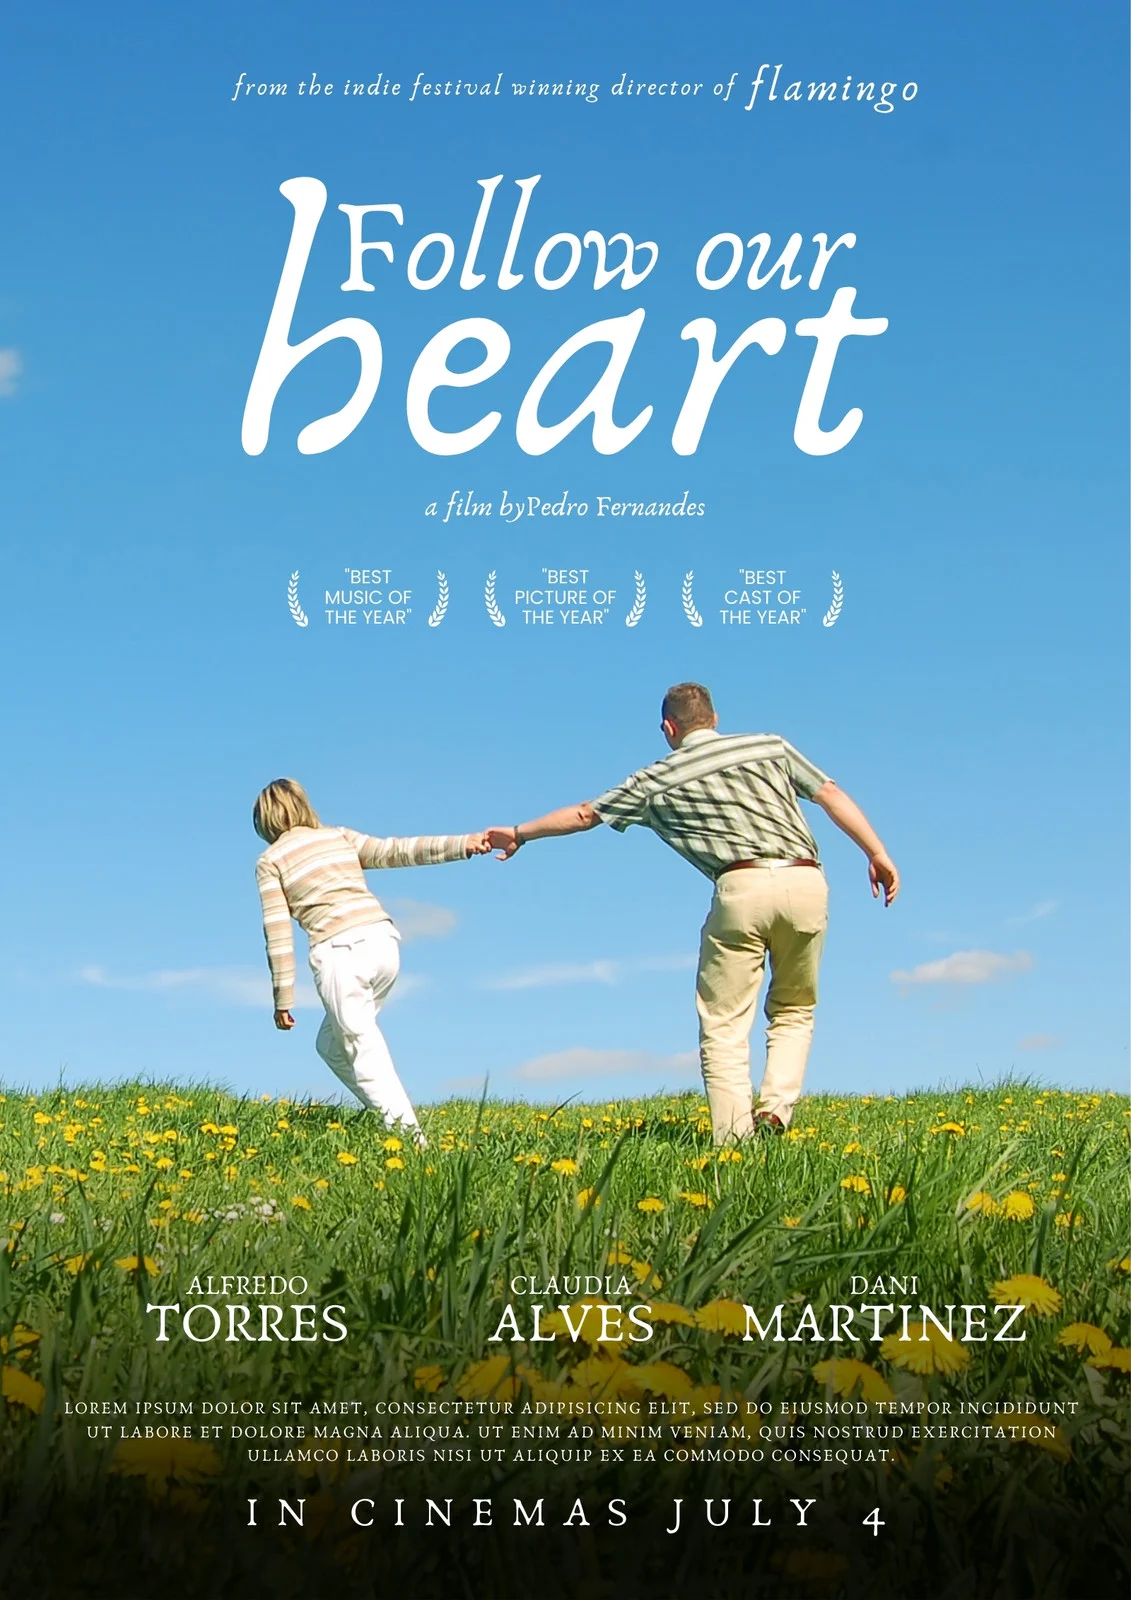 from the indie festival winning director of flamingo
Follow our
heart
a film byPedro Fernandes
"BEST
MUSIC OF
THE YEAR"
"BEST
PICTURE OF
THE YEAR"
"BEST
CAST OF
THE YEAR"
ALFREDO
TORRES
CLAUDIA
ALVES
DANI
MARTINEZ
LOREM IPSUM DOLOR SIT AMET, CONSECTETUR ADIPISICING ELIT, SED DO EIUSMOD TEMPOR INCIDIDUNT
UT LABORE ET DOLORE MAGNA ALIQUA. UT ENIM AD MINIM VENIAM, QUIS NOSTRUD EXERCITATION
ULLAMCO LABORIS NISI UT ALIQUIP EX EA COMMODO CONSEQUAT.
IN CINEMAS JULY 4